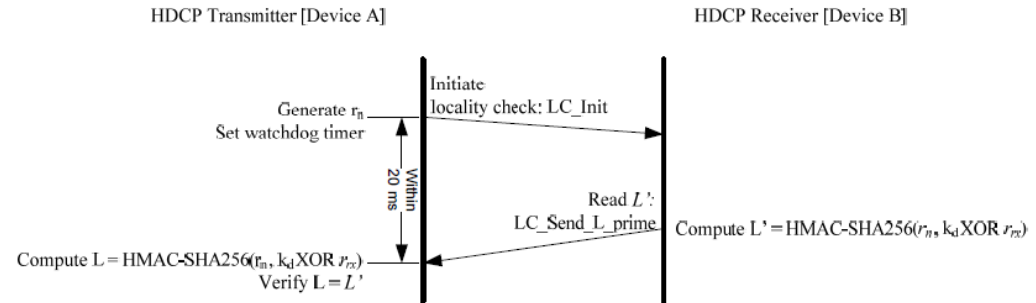 HDCP Transmitter [Device A]
HDCP Receiver [Device B]
Initiate
locality check: LC_Init
Generate rn
Set watchdog timer
Within
20 ms
Read L':
LC_Send_L_prime
Compute L' = HMAC-SHA256(rn, kd XOR rrx)
Compute L = HMAC-SHA256(rn, kd XOR rrx)
Verify L = L'